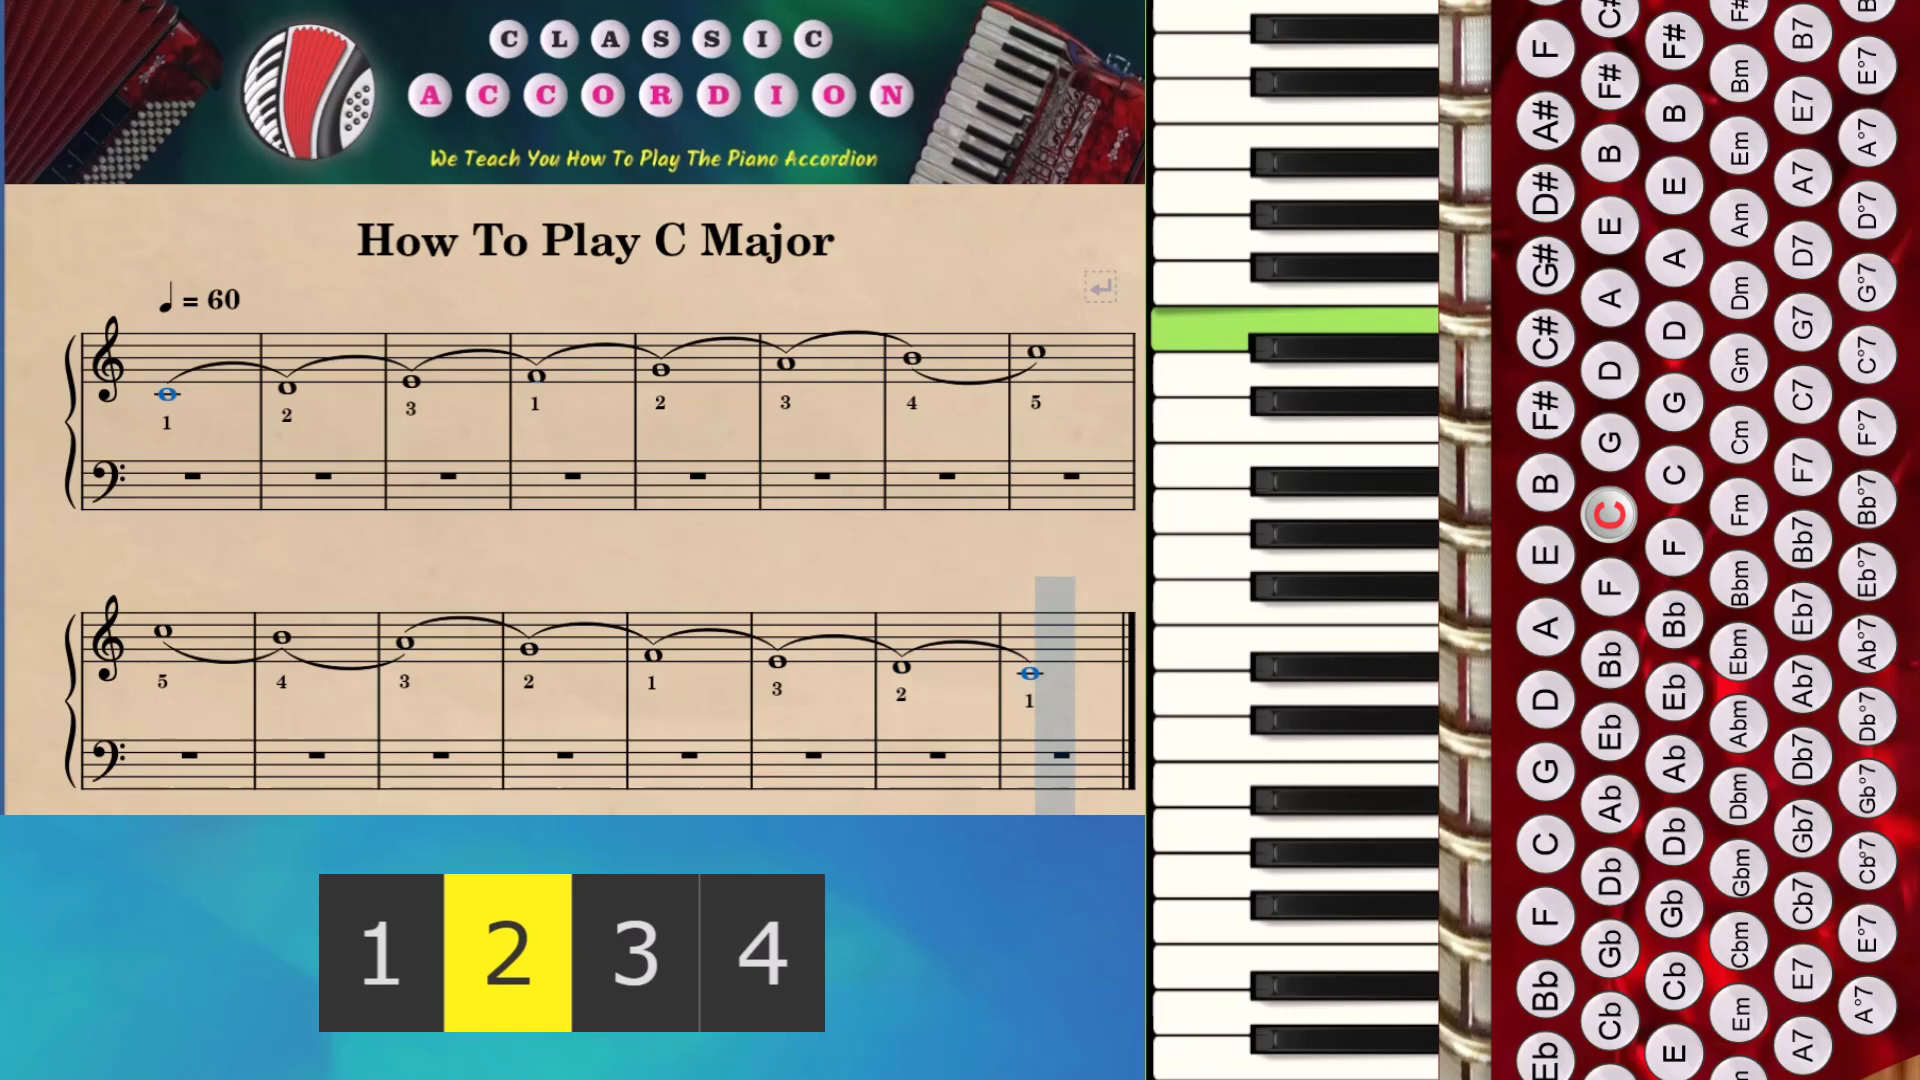 C L A S S I C
A C C O R D I O N
We Teach You How To Play The Piano Accordion
How To Play C Major
= 60
1 2 3 1 2 3 4 5
5 4 3 2 1 3 2 1
1 2 3 4
F A# D# G# C# F# B E A D G C F Bb Eb
C# F# B E A D G C F Bb Eb Ab Db Gb Cb
F# B E A D G C F Bb Eb Ab Db Gb Cb E
F# Bm Em Am Dm Gm Cm Fm Bbm Ebm Abm Dbm Gbm Cbm Em
B7 E7 A7 D7 G7 C7 F7 Bb7 Eb7 Ab7 Db7 Gb7 Cb7 E7 A7
E°7 A°7 D°7 G°7 C°7 F°7 Bb°7 Eb°7 Ab°7 Db°7 Gb°7 Cb°7 E°7 A°7